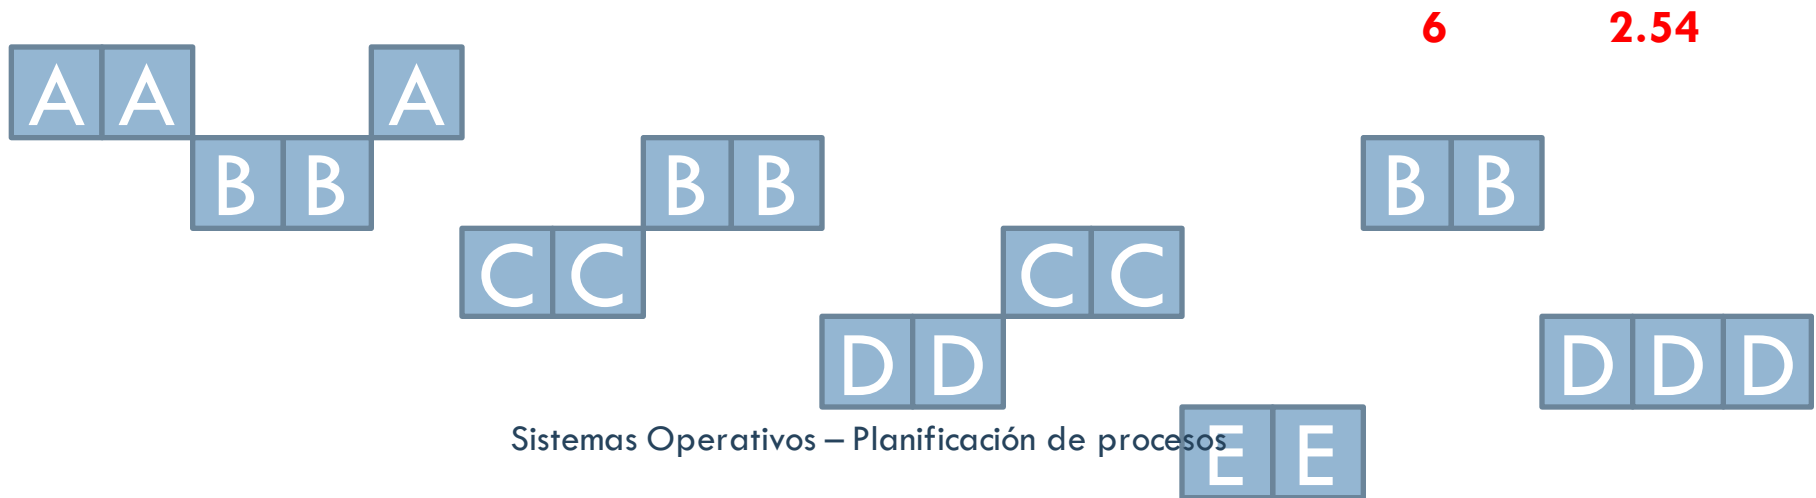 6 2.54
A A A
B B B B B B
C C C C
D D D D D
Sistemas Operativos – Planificación de procesos
E E